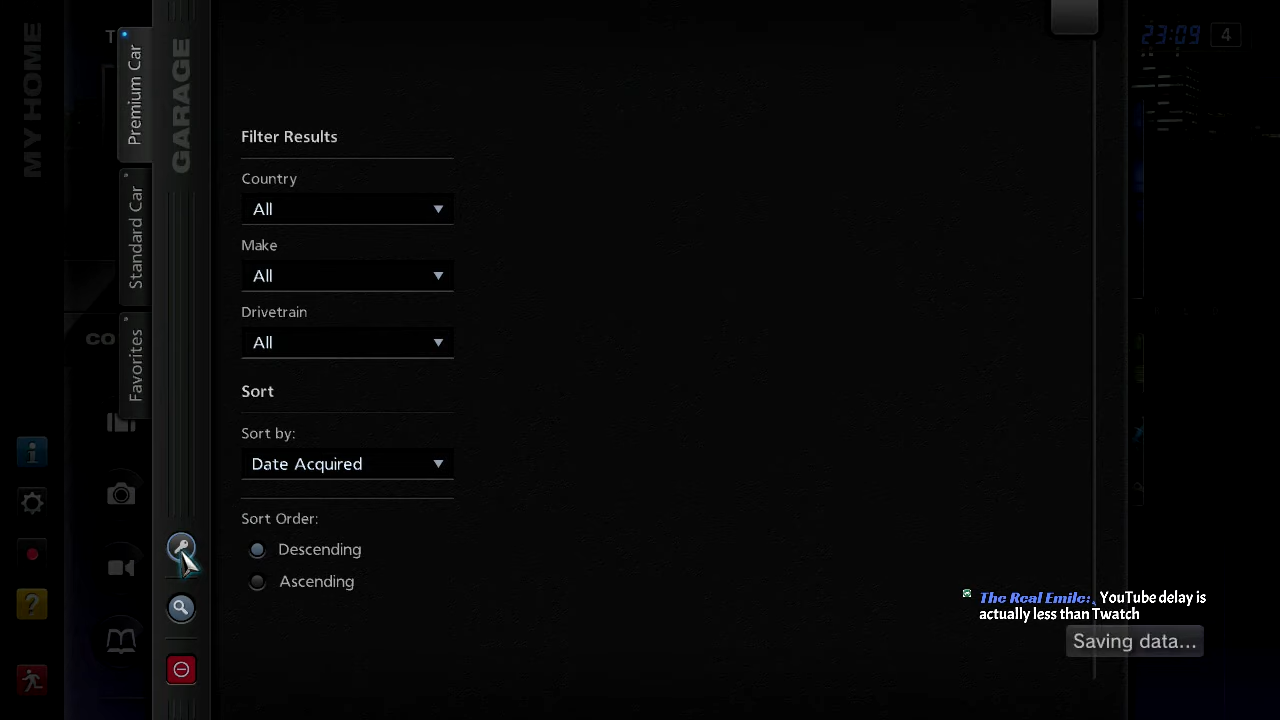 MY HOME
T
Premium Car
GARAGE
Standard Car
Favorites
CO
23:09
4
Filter Results
Country
All
Make
All
Drivetrain
All
Sort
Sort by:
Date Acquired
Sort Order:
Descending
Ascending
The Real Emile: YouTube delay is
actually less than Twatch
Saving data...